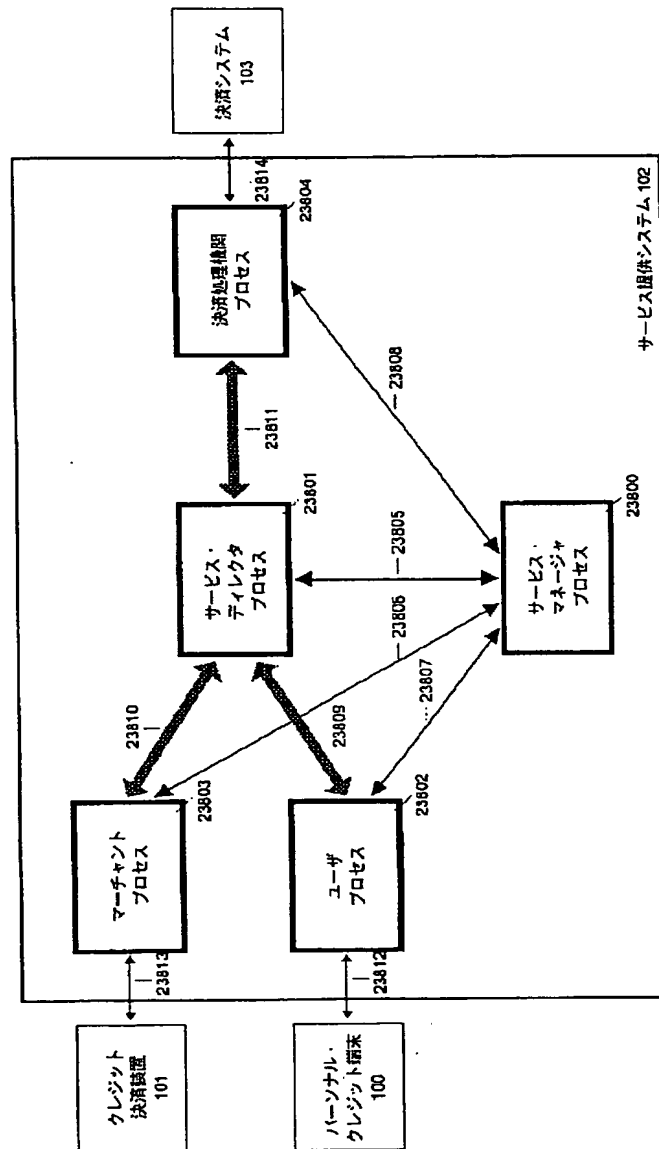 決済システム
103
23814
23804
決済処理機関
プロセス
サービス提供システム 102
23808
23811
23801
サービス・
ディレクタ
プロセス
23805
23800
サービス・
マネージャ
プロセス
23806
23807
23810
23809
23803
マーチャント
プロセス
23802
ユーザ
プロセス
23813
23812
クレジット
決済装置
101
パーソナル・
クレジット端末
100